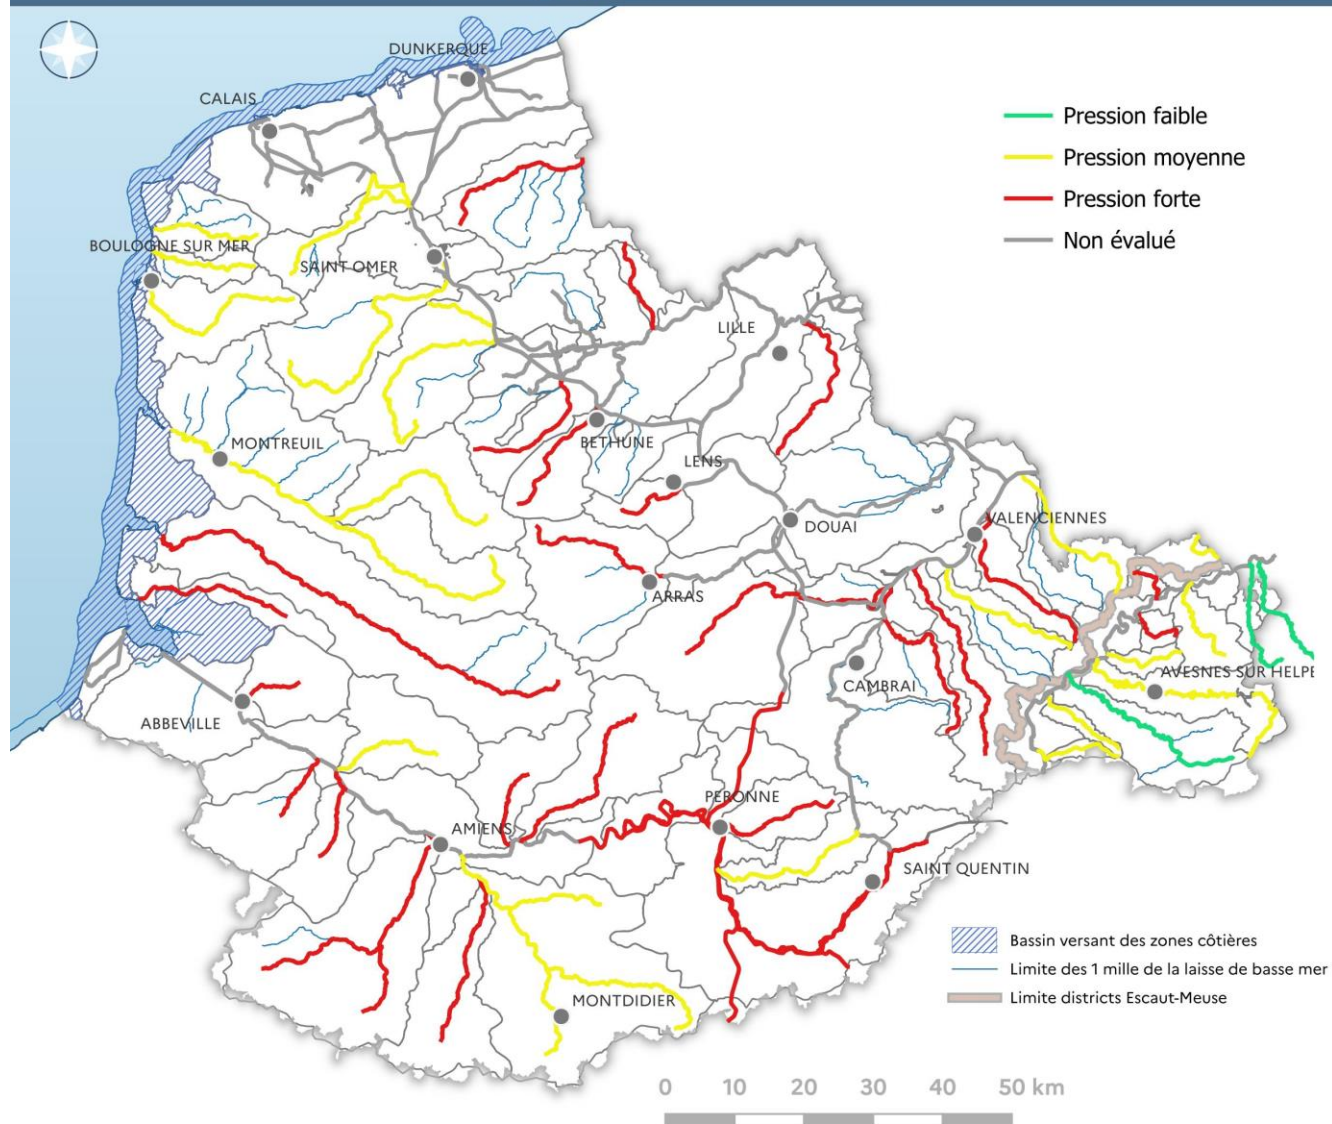 DUNKERQUE
CALAIS
Pression faible
Pression moyenne
Pression forte
Non évalué
BOULOGNE SUR MER
SAINT OMER
LILLE
MONTREUIL
BETHUNE
LENS
DOUAI
VALENCIENNES
ARRAS
CAMBRAI
AVESNES SUR HELPE
ABBEVILLE
PERONNE
AMIENS
SAINT QUENTIN
Bassin versant des zones côtières
Limite des 1 mille de la laisse de basse mer
Limite districts Escaut-Meuse
MONTDIDIER
0 10 20 30 40 50 km